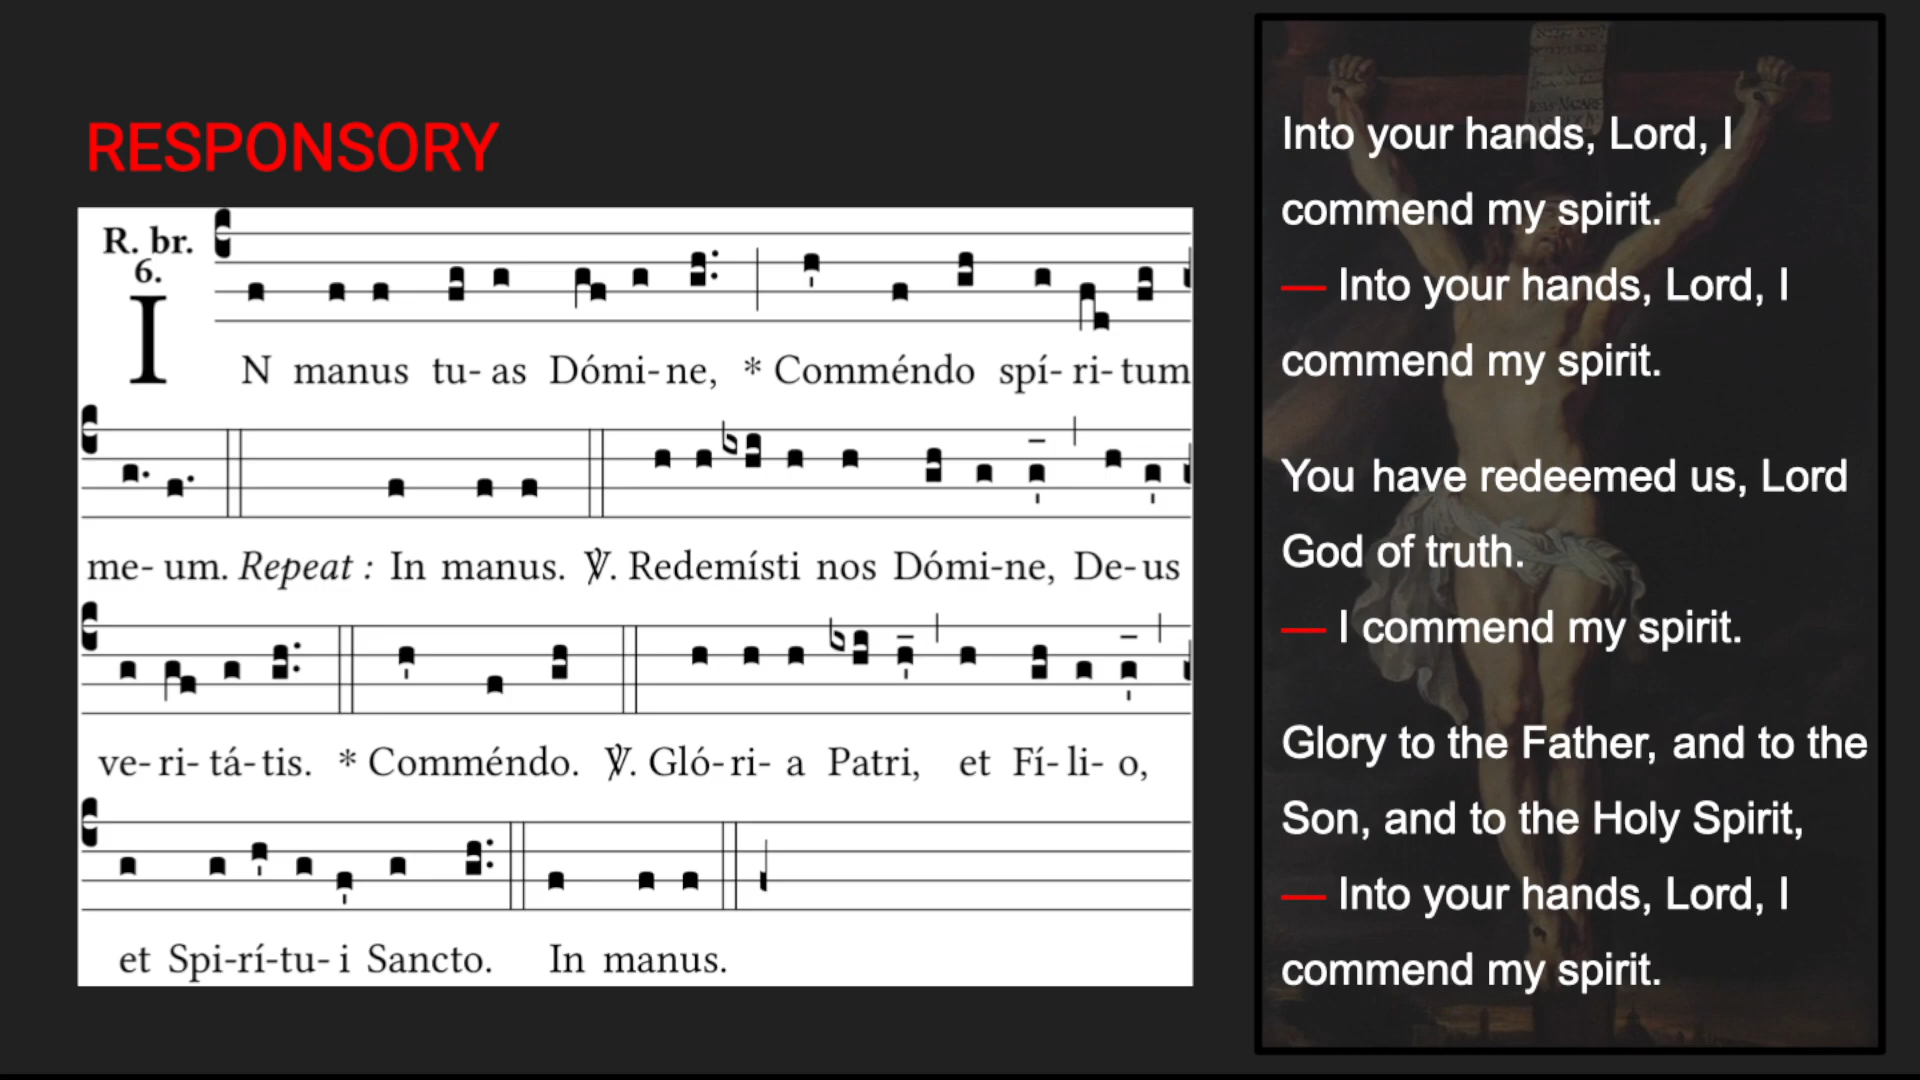 RESPONSORY
R. br.
6.
IN manus tu- as Dómi- ne, * Comméndo spí- ri- tum
me- um. Repeat : In manus. ℣. Redemísti nos Dómi-ne, De- us
ve- ri- tá- tis. * Comméndo. ℣. Gló- ri- a Patri, et Fí- li- o,
et Spi-rí-tu- i Sancto. In manus.
Into your hands, Lord, I
commend my spirit.
— Into your hands, Lord, I
commend my spirit.
You have redeemed us, Lord
God of truth.
— I commend my spirit.
Glory to the Father, and to the
Son, and to the Holy Spirit,
— Into your hands, Lord, I
commend my spirit.